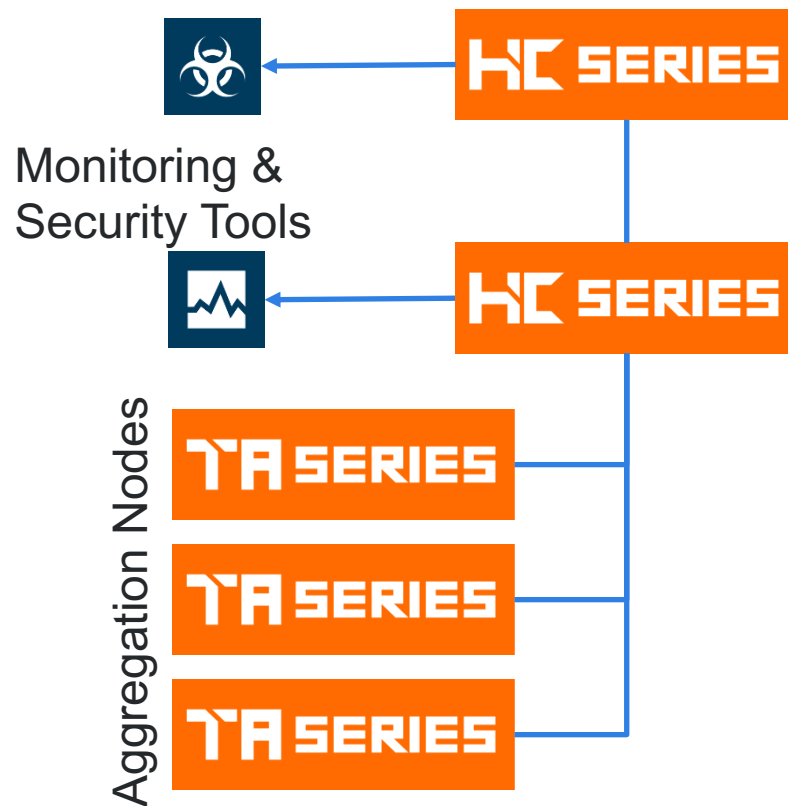 HC SERIES
Monitoring &
Security Tools
HC SERIES
Aggregation Nodes
TA SERIES
TA SERIES
TA SERIES